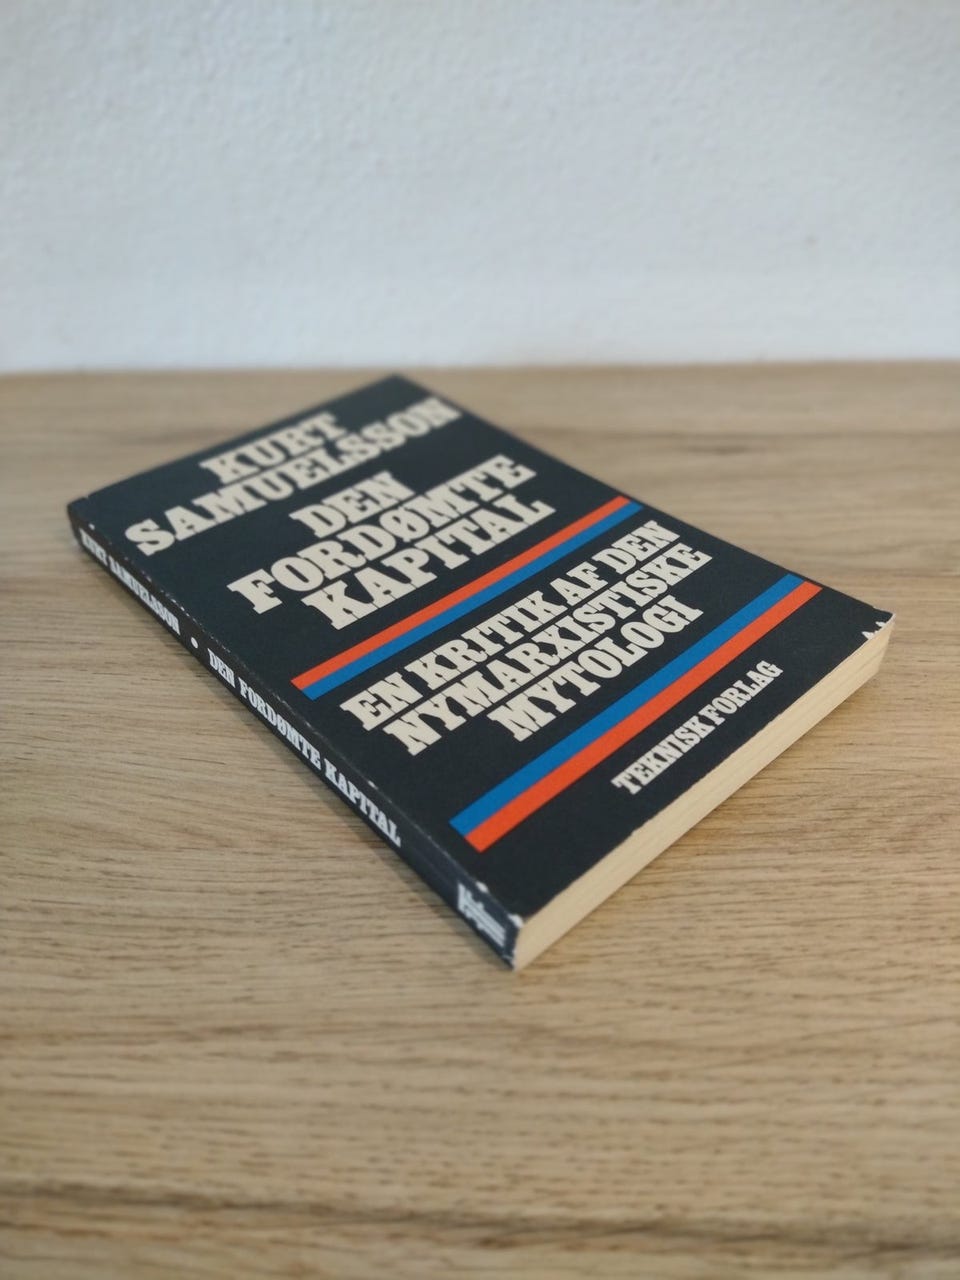 KURT
SAMUELSSON
DEN
FORDØMTE
KAPITAL
EN KRITIK AF DEN
NYMARXISTISKE
MYTOLOGI
TEKNISK FORLAG
KURT SAMUELSSON • DEN FORDØMTE KAPITAL